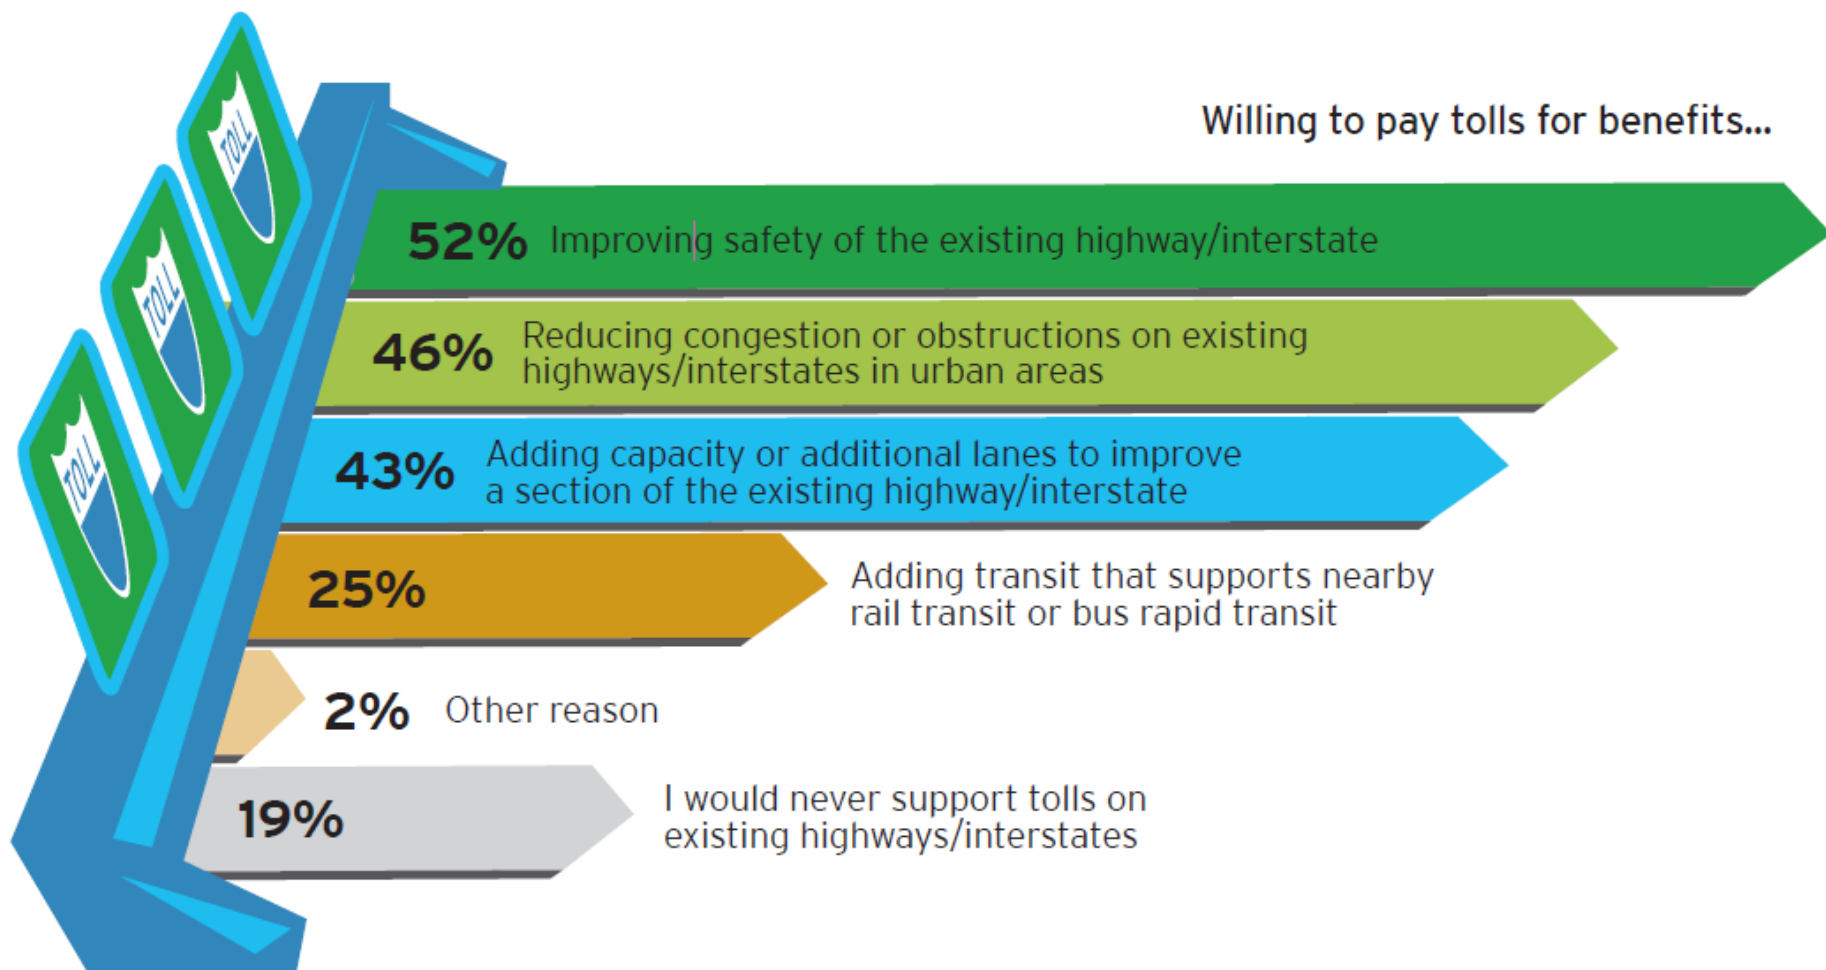 TOLL
TOLL
TOLL
Willing to pay tolls for benefits...
52% Improving safety of the existing highway/interstate
46% Reducing congestion or obstructions on existing
highways/interstates in urban areas
43% Adding capacity or additional lanes to improve
a section of the existing highway/interstate
25% Adding transit that supports nearby
rail transit or bus rapid transit
2% Other reason
19% I would never support tolls on
existing highways/interstates